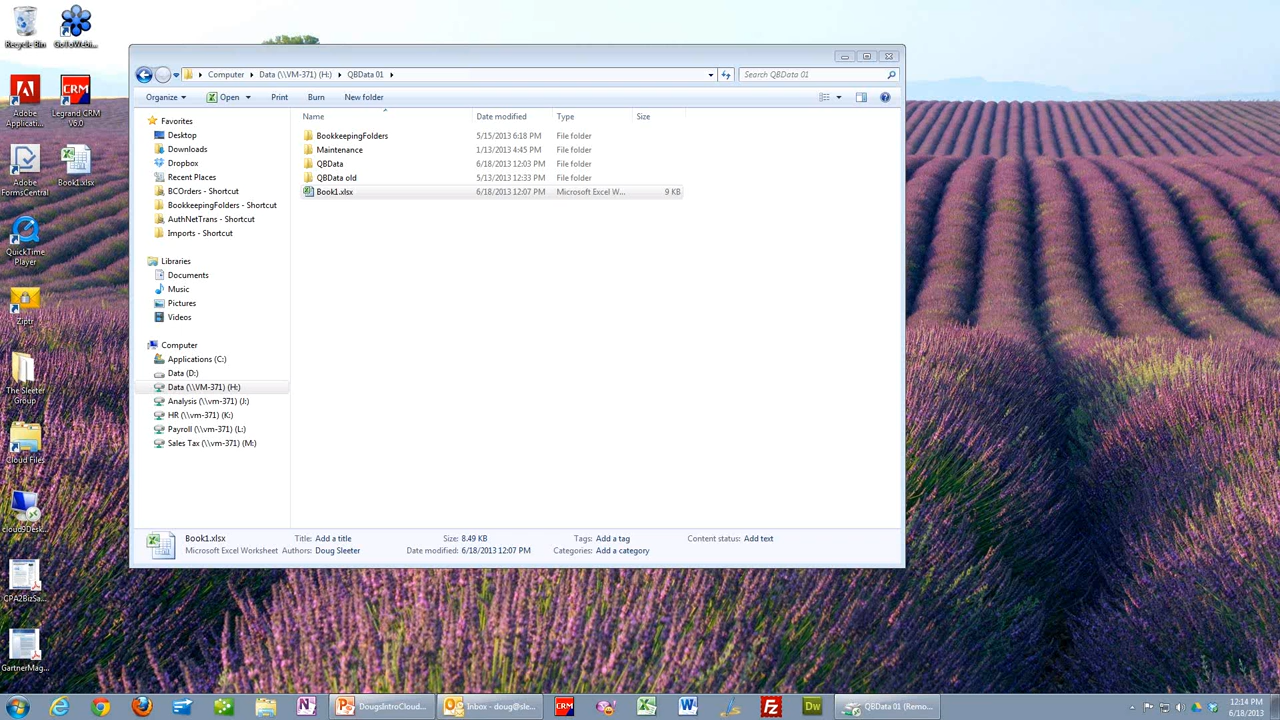 Recycle Bin
GoToWebi...
Adobe Applicati...
Legrand CRM v6.0
Adobe FormsCentral
Book1.xlsx
QuickTime Player
Ziptr
The Sleeter Group
Cloud Files
cloud9Desk...
CPA2BizSa...
GartnerMag...
Computer
Data (\\VM-371) (H:)
QBData 01
Search QBData 01
Organize
Open
Print
Burn
New folder
Favorites
Desktop
Downloads
Dropbox
Recent Places
BCOrders - Shortcut
BookkeepingFolders - Shortcut
AuthNetTrans - Shortcut
Imports - Shortcut
Libraries
Documents
Music
Pictures
Videos
Computer
Applications (C:)
Data (D:)
Data (\\VM-371) (H:)
Analysis (\\vm-371) (J:)
HR (\\vm-371) (K:)
Payroll (\\vm-371) (L:)
Sales Tax (\\vm-371) (M:)
Name Date modified Type Size
BookkeepingFolders 5/15/2013 6:18 PM File folder
Maintenance 1/13/2013 4:45 PM File folder
QBData 6/18/2013 12:03 PM File folder
QBData old 5/13/2013 12:33 PM File folder
Book1.xlsx 6/18/2013 12:07 PM Microsoft Excel W... 9 KB
Book1.xlsx Title: Add a title Size: 8.49 KB Tags: Add a tag Content status: Add text
Microsoft Excel Worksheet Authors: Doug Sleeter Date modified: 6/18/2013 12:07 PM Categories: Add a category
DougsIntroCloud...
Inbox - doug@sle...
CRM
Dw
QBData 01 (Remo...
12:14 PM
6/18/2013